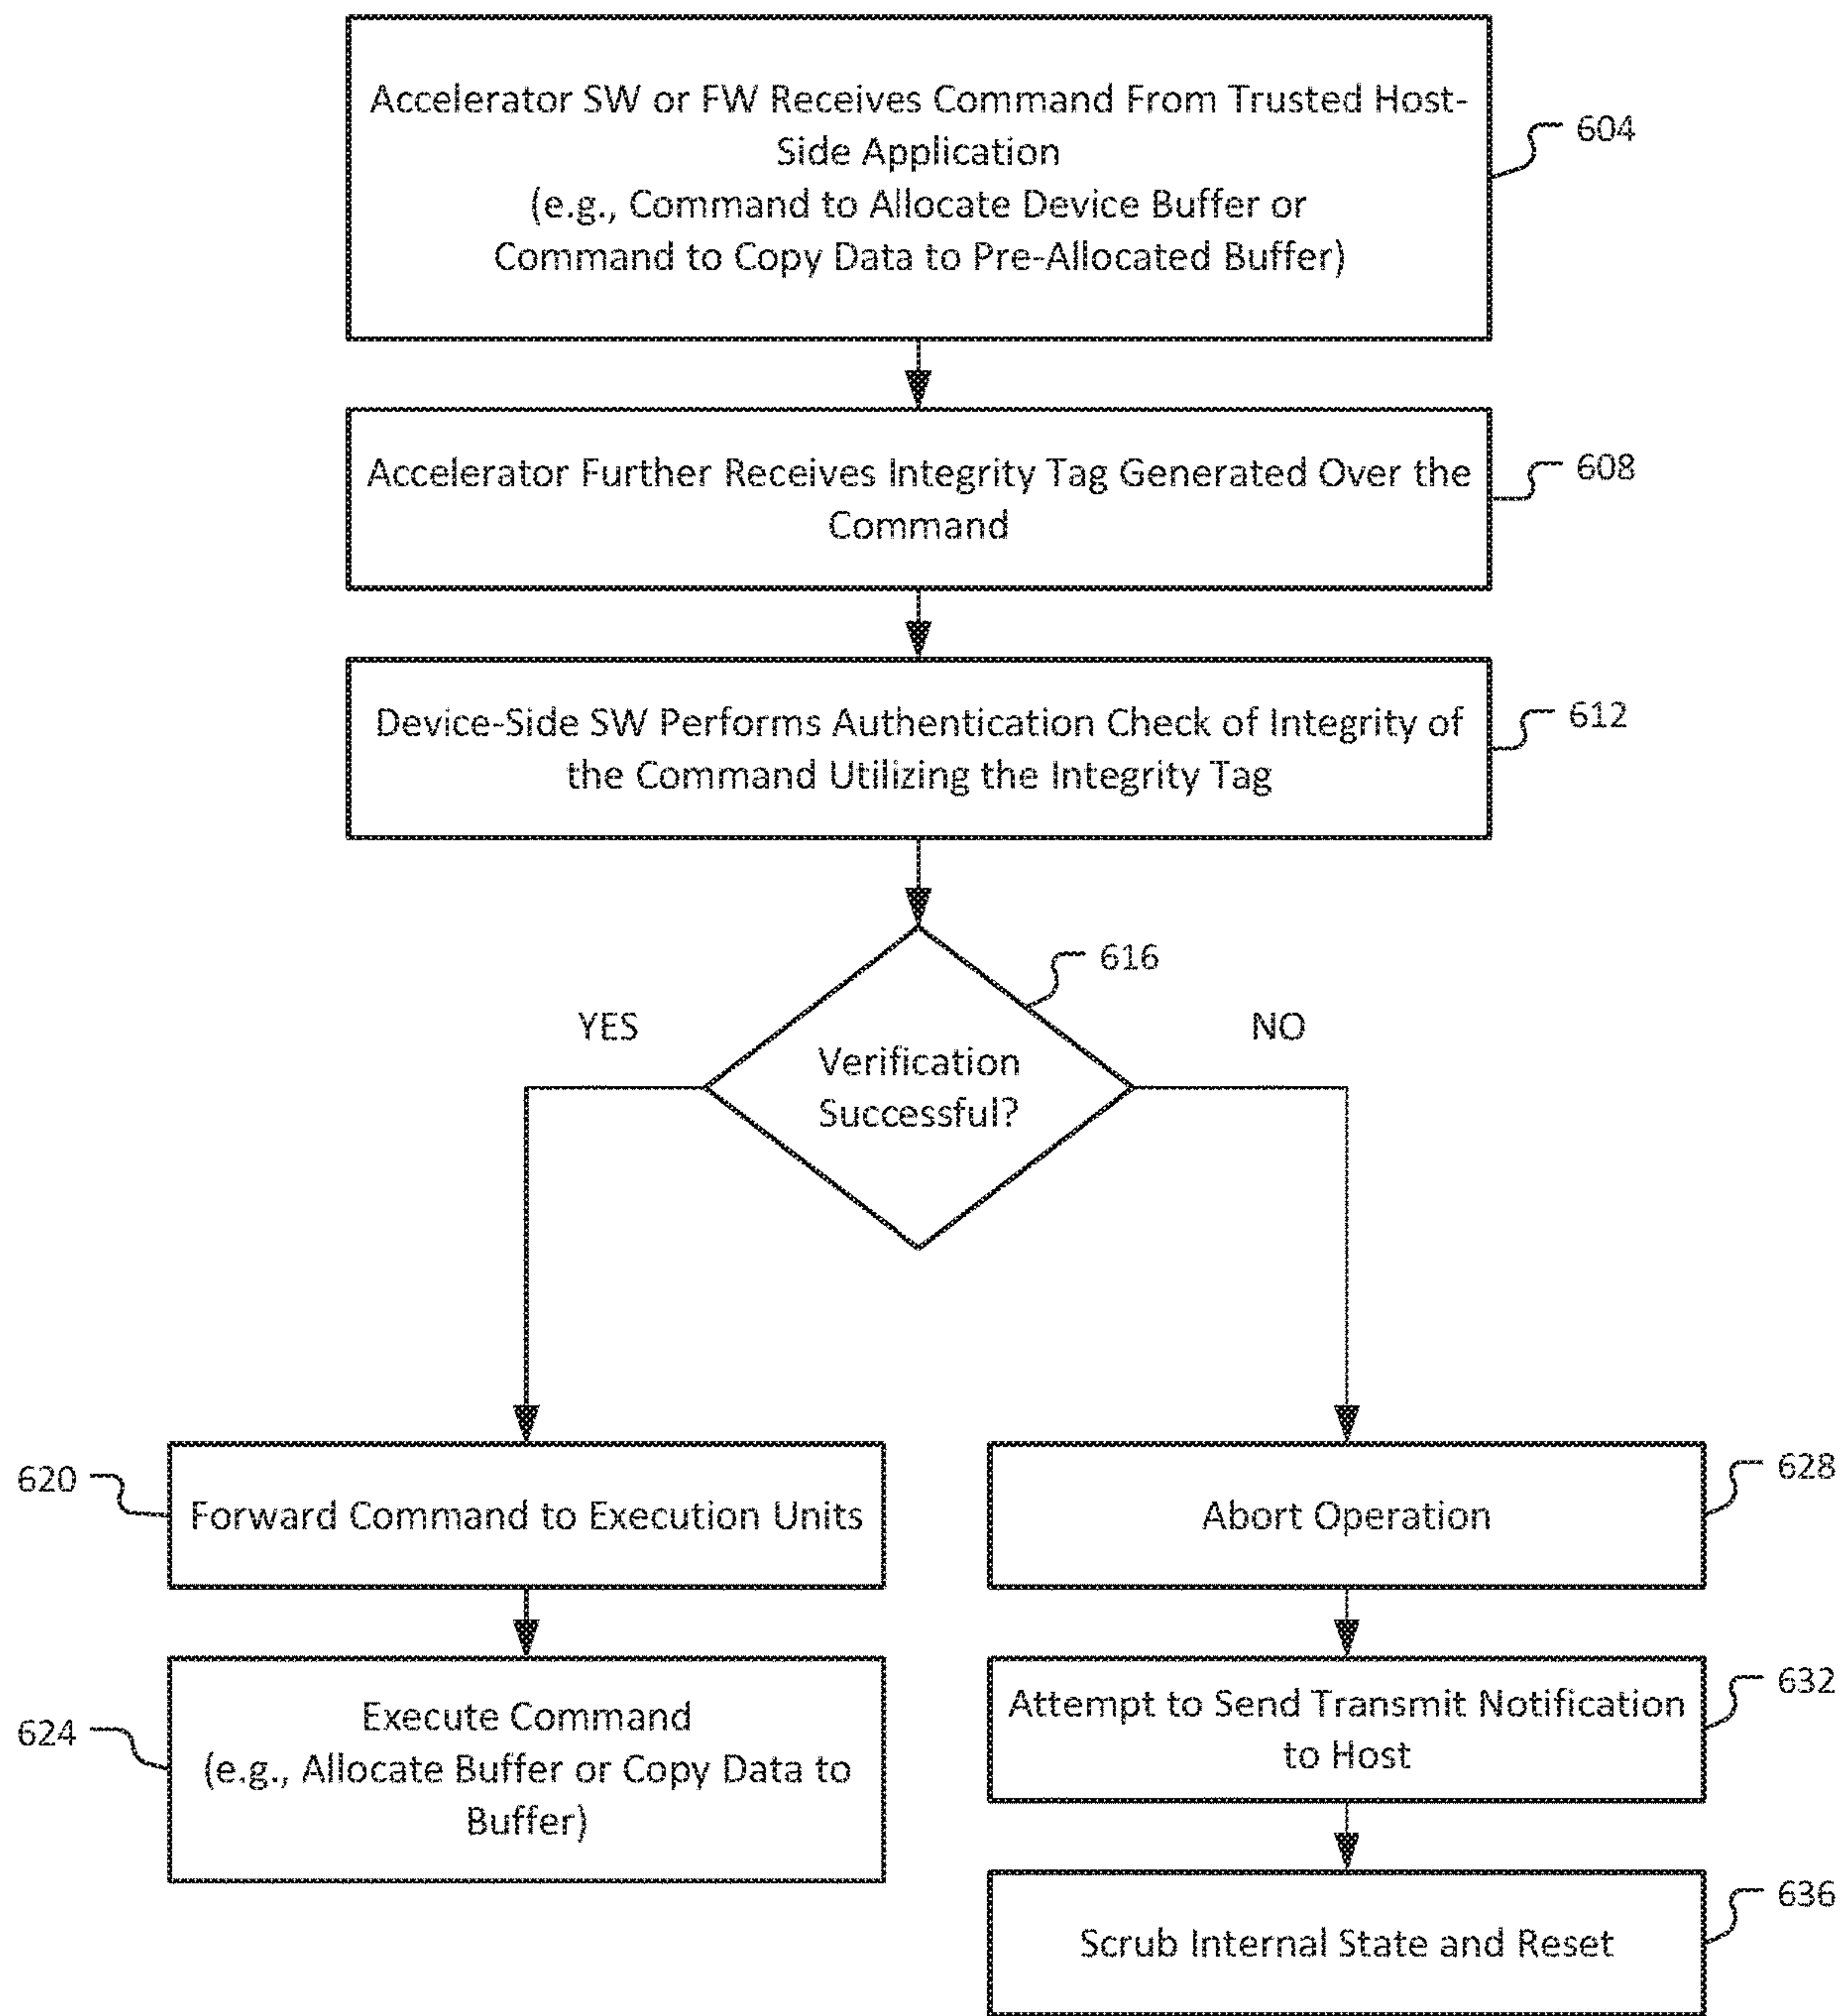 Accelerator SW or FW Receives Command From Trusted Host-
Side Application
(e.g., Command to Allocate Device Buffer or
Command to Copy Data to Pre-Allocated Buffer)
604
Accelerator Further Receives Integrity Tag Generated Over the
Command
608
Device-Side SW Performs Authentication Check of Integrity of
the Command Utilizing the Integrity Tag
612
616
YES
NO
Verification
Successful?
620
Forward Command to Execution Units
Abort Operation
628
624
Execute Command
(e.g., Allocate Buffer or Copy Data to
Buffer)
Attempt to Send Transmit Notification
to Host
632
Scrub Internal State and Reset
636